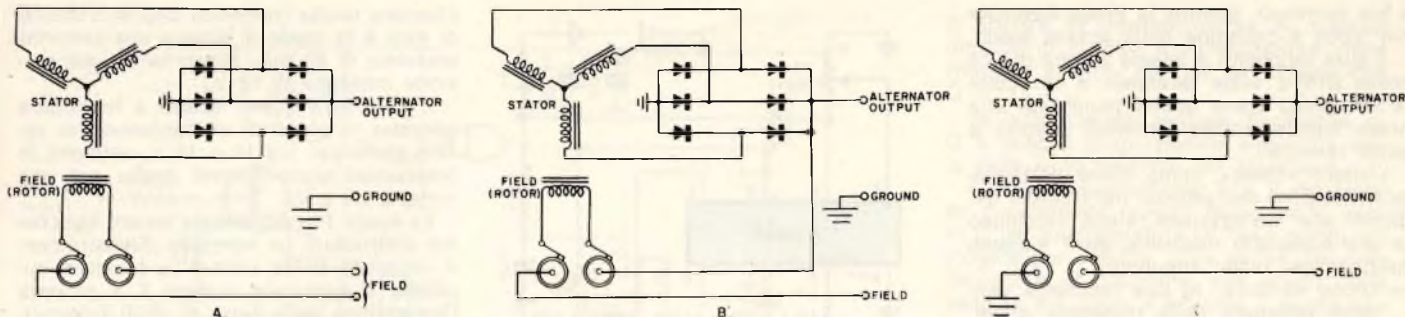 STATOR
ALTERNATOR
OUTPUT
FIELD
(ROTOR)
GROUND
FIELD
A
STATOR
ALTERNATOR
OUTPUT
FIELD
(ROTOR)
GROUND
FIELD
B
STATOR
ALTERNATOR
OUTPUT
FIELD
(ROTOR)
GROUND
FIELD
C